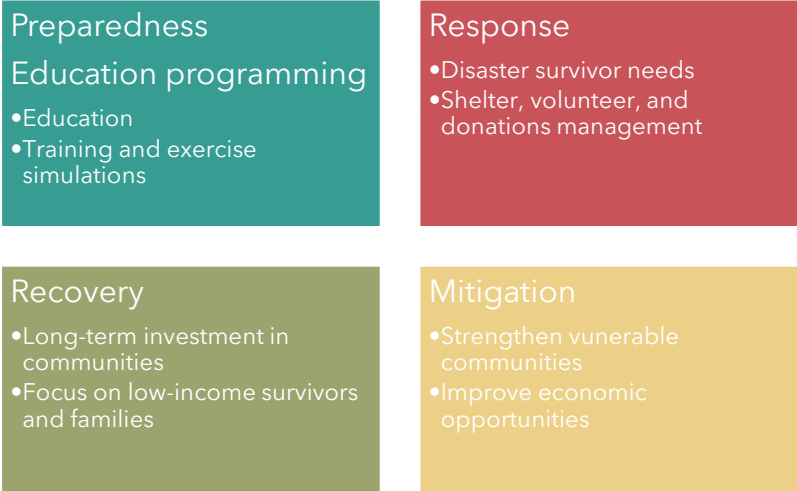 Preparedness
Education programming
•Education
•Training and exercise
simulations
Response
•Disaster survivor needs
•Shelter, volunteer, and
donations management
Recovery
•Long-term investment in
communities
•Focus on low-income survivors
and families
Mitigation
•Strengthen vunerable
communities
•Improve economic
opportunities